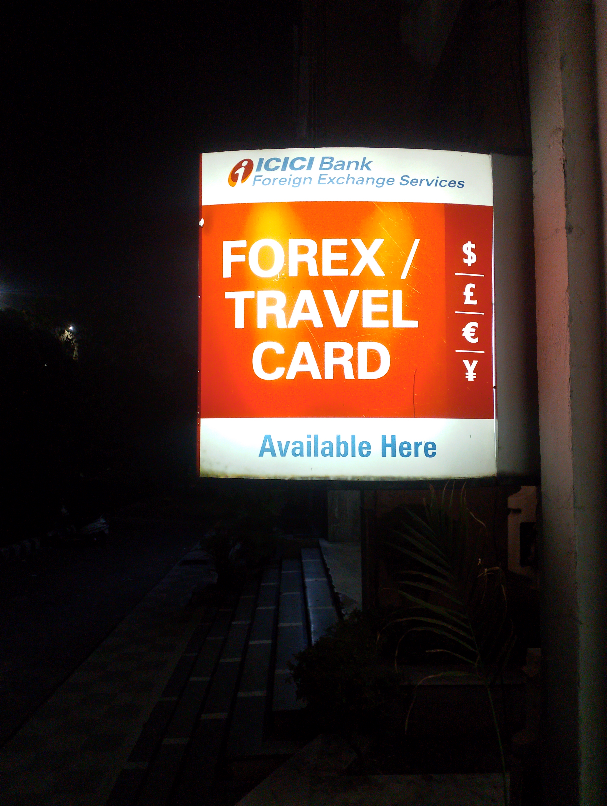 ICICI Bank
Foreign Exchange Services
FOREX /
TRAVEL
CARD
$
£
€
¥
Available Here